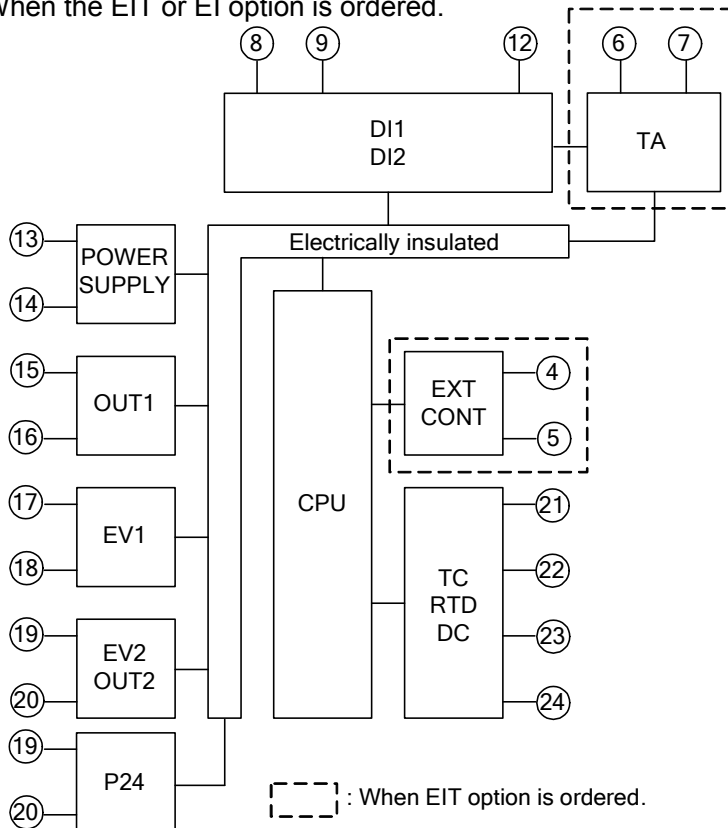 When the EIT or EI option is ordered.
8 9 12 6 7
DI1
DI2
TA
Electrically insulated
13
14
POWER
SUPPLY
15
16
OUT1
17
18
EV1
19
20
EV2
OUT2
19
20
P24
CPU
EXT
CONT
4
5
TC
RTD
DC
21
22
23
24
: When EIT option is ordered.